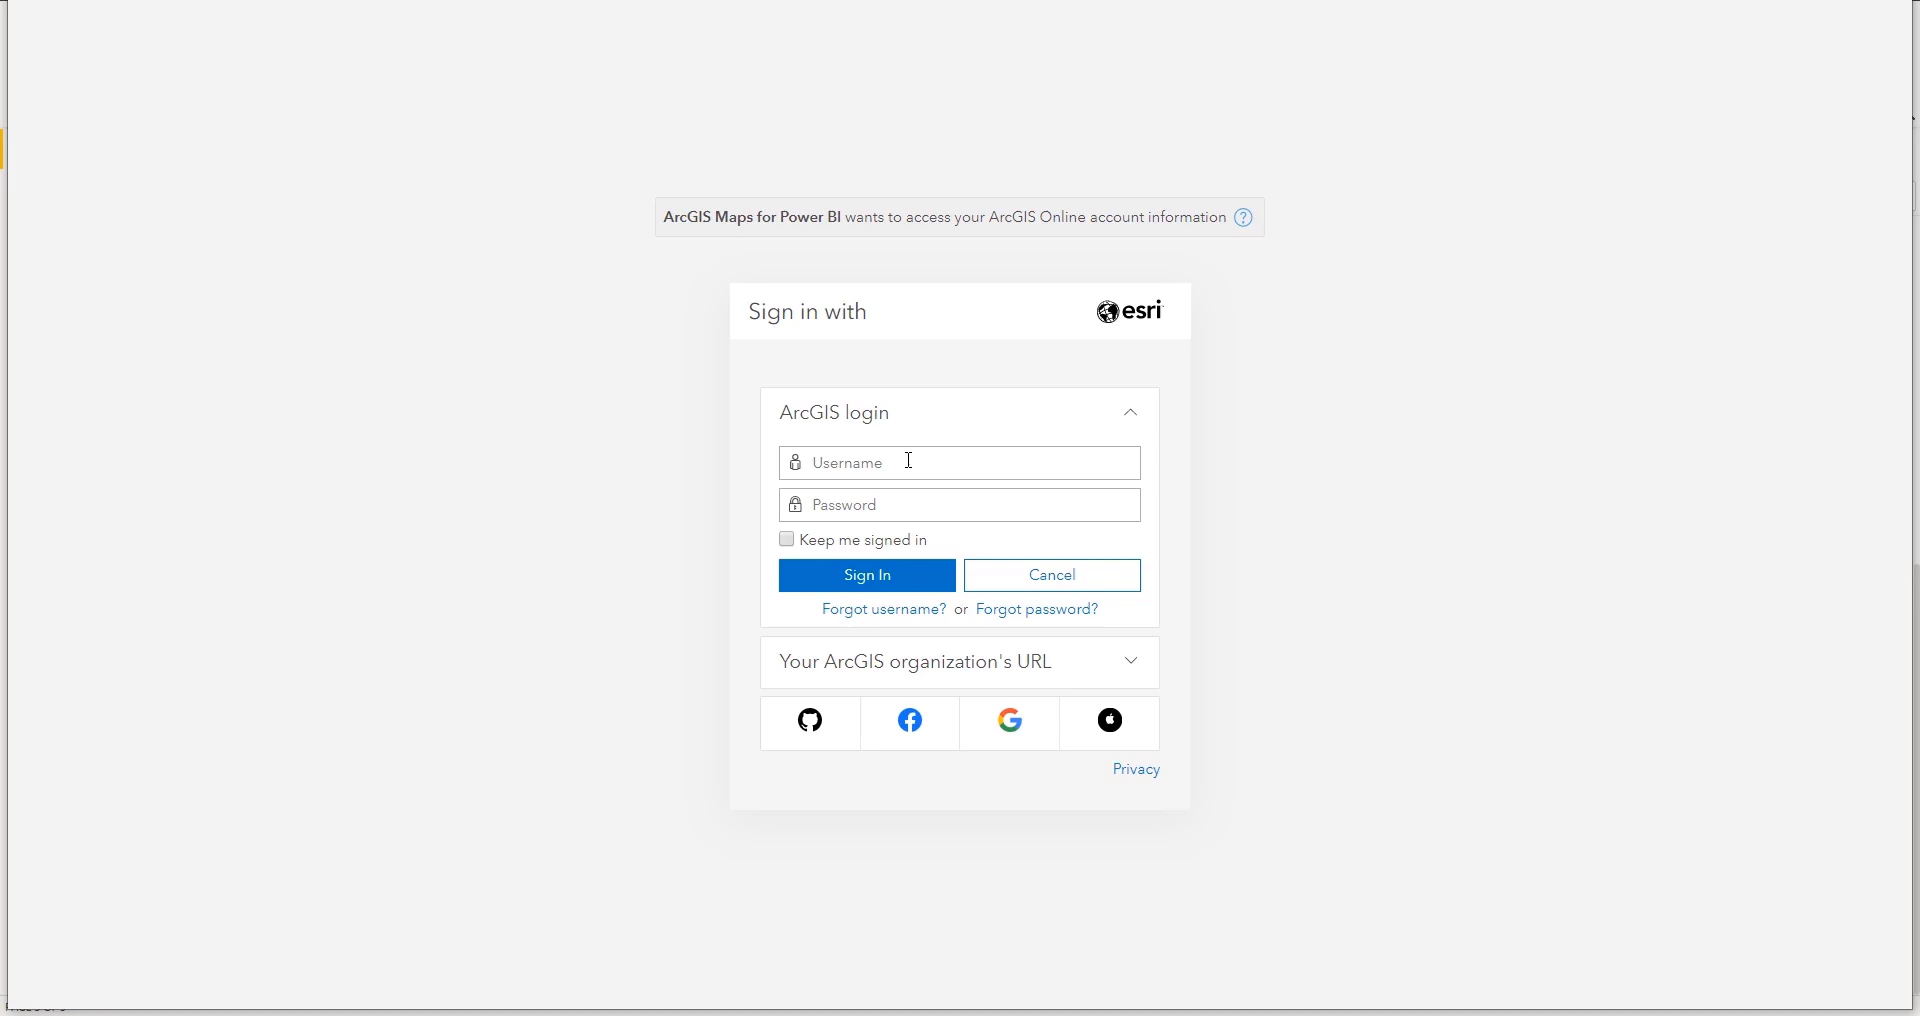 ArcGIS Maps for Power BI wants to access your ArcGIS Online account information ?
Sign in with
esri
ArcGIS login
Username
Password
Keep me signed in
Sign In Cancel
Forgot username? or Forgot password?
Your ArcGIS organization's URL
Privacy